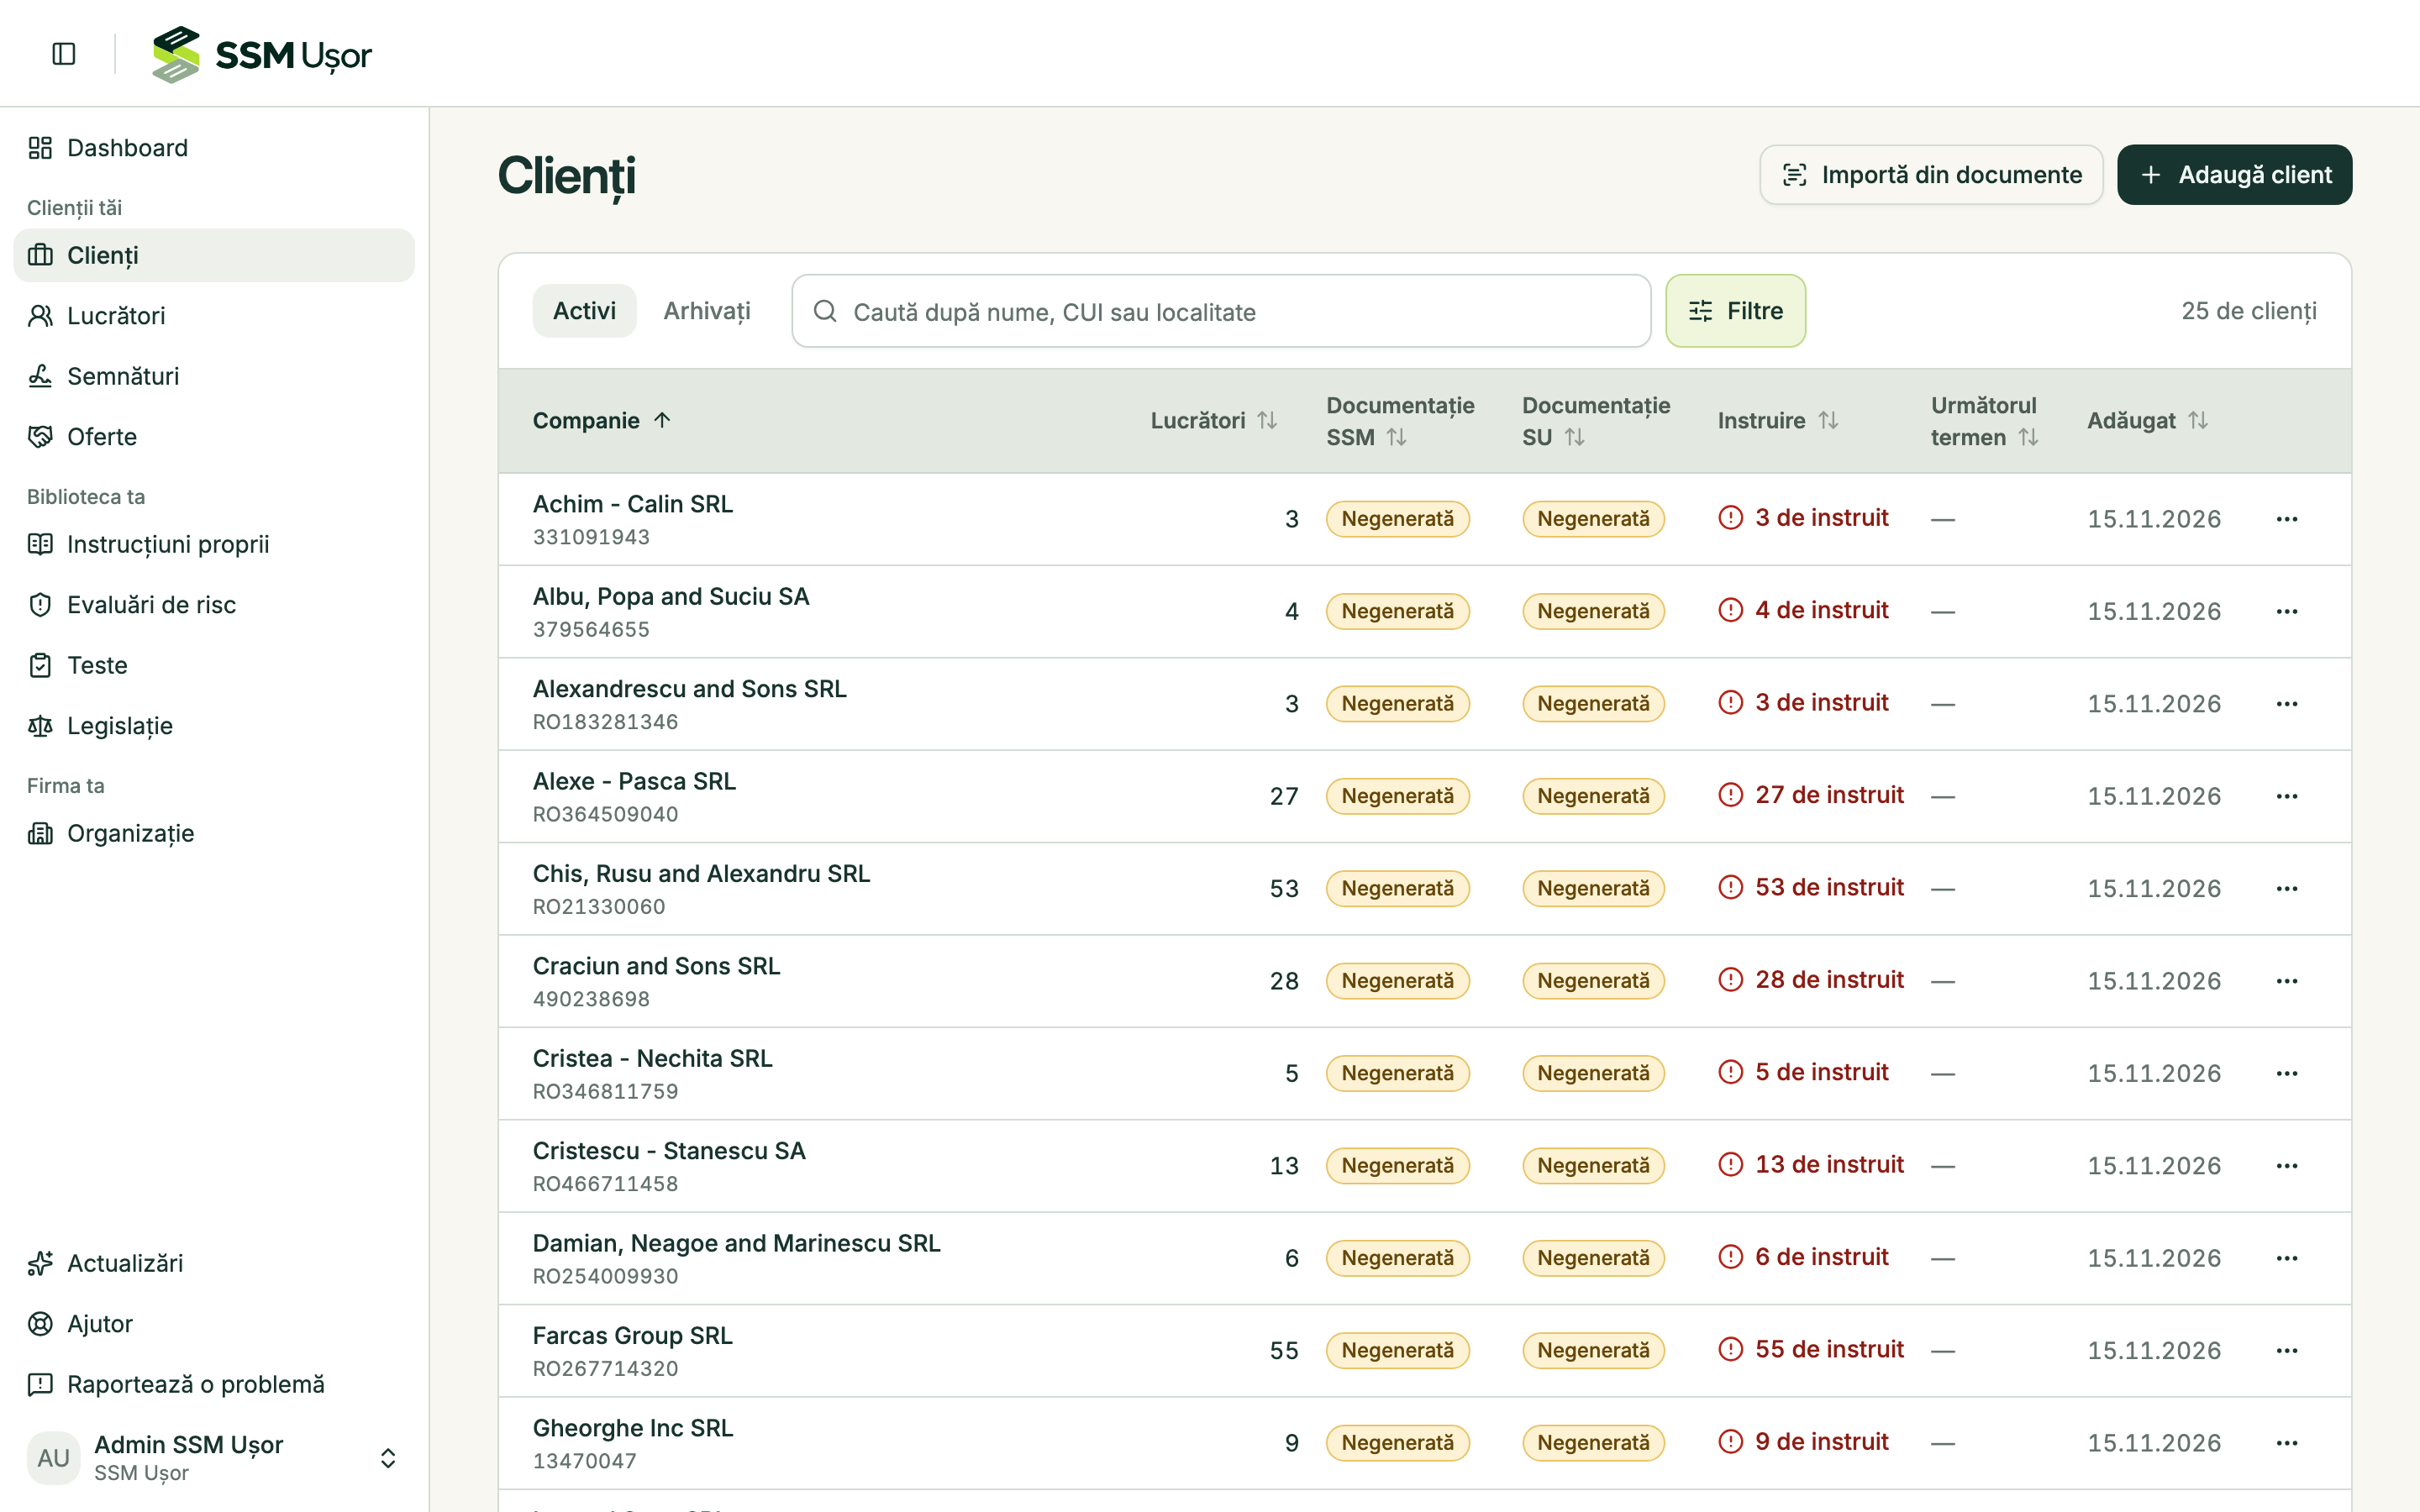 SSM Ușor
Dashboard
Clienții tăi
Clienți
Lucrători
Semnături
Oferte
Biblioteca ta
Instrucțiuni proprii
Evaluări de risc
Teste
Legislație
Firma ta
Organizație
Actualizări
Ajutor
Raportează o problemă
AU
Admin SSM Ușor
SSM Ușor
Clienți
Importă din documente
Adaugă client
Activi
Arhivați
Caută după nume, CUI sau localitate
Filtre
25 de clienți
Companie
Lucrători
Documentație SSM
Documentație SU
Instruire
Următorul termen
Adăugat
Achim - Calin SRL
331091943
3 Negenerată Negenerată 3 de instruit — 15.11.2026
Albu, Popa and Suciu SA
379564655
4 Negenerată Negenerată 4 de instruit — 15.11.2026
Alexandrescu and Sons SRL
RO183281346
3 Negenerată Negenerată 3 de instruit — 15.11.2026
Alexe - Pasca SRL
RO364509040
27 Negenerată Negenerată 27 de instruit — 15.11.2026
Chis, Rusu and Alexandru SRL
RO21330060
53 Negenerată Negenerată 53 de instruit — 15.11.2026
Craciun and Sons SRL
490238698
28 Negenerată Negenerată 28 de instruit — 15.11.2026
Cristea - Nechita SRL
RO346811759
5 Negenerată Negenerată 5 de instruit — 15.11.2026
Cristescu - Stanescu SA
RO466711458
13 Negenerată Negenerată 13 de instruit — 15.11.2026
Damian, Neagoe and Marinescu SRL
RO254009930
6 Negenerată Negenerată 6 de instruit — 15.11.2026
Farcas Group SRL
RO267714320
55 Negenerată Negenerată 55 de instruit — 15.11.2026
Gheorghe Inc SRL
13470047
9 Negenerată Negenerată 9 de instruit — 15.11.2026